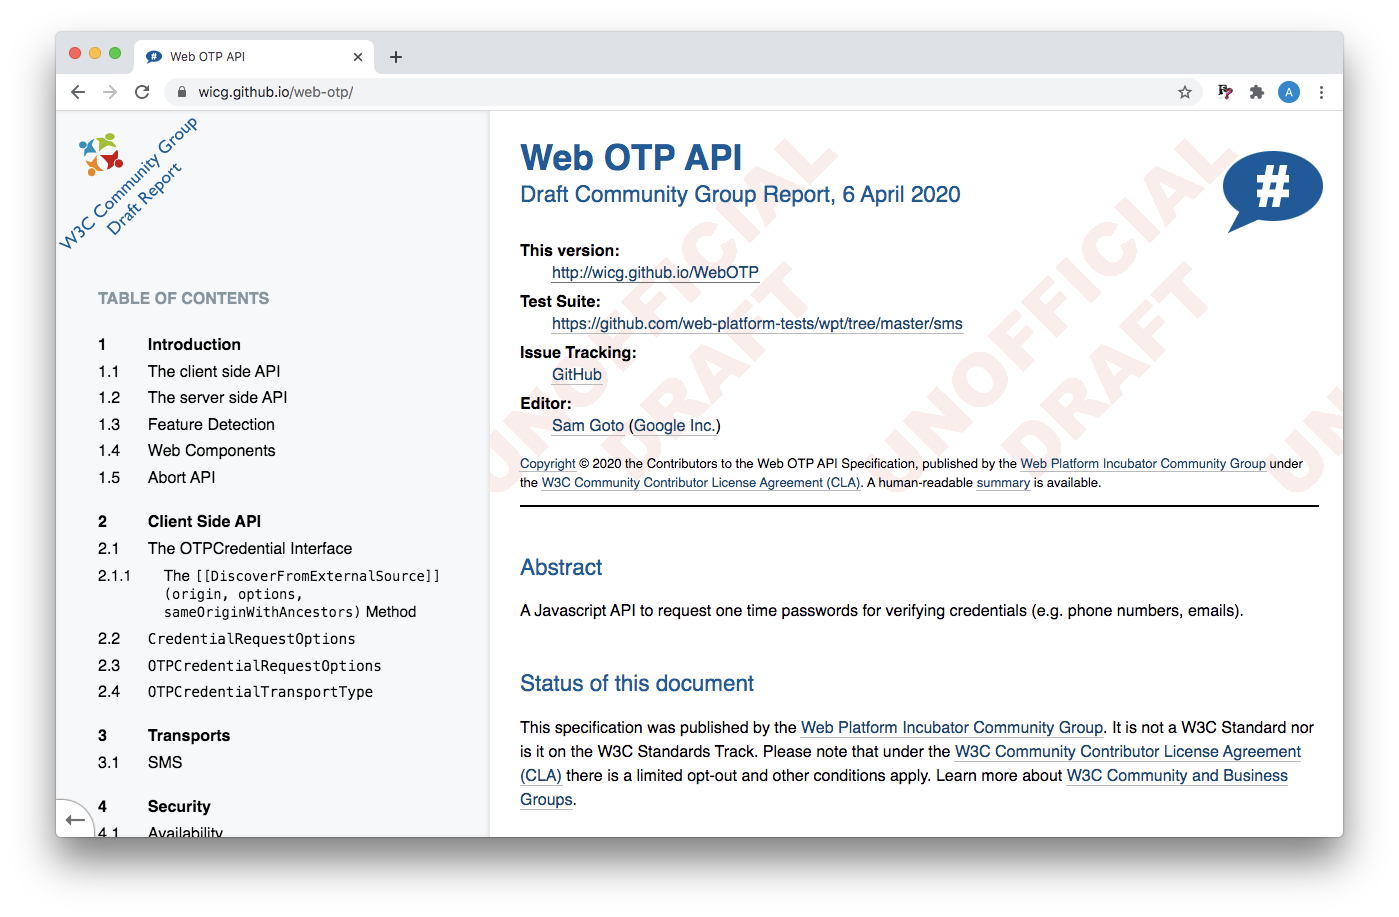 Web OTP API
wicg.github.io/web-otp/
A
W3C Community Group
Draft Report
TABLE OF CONTENTS
1 Introduction
1.1 The client side API
1.2 The server side API
1.3 Feature Detection
1.4 Web Components
1.5 Abort API
2 Client Side API
2.1 The OTPCredential Interface
2.1.1 The [[DiscoverFromExternalSource]]
(origin, options,
sameOriginWithAncestors) Method
2.2 CredentialRequestOptions
2.3 OTPCredentialRequestOptions
2.4 OTPCredentialTransportType
3 Transports
3.1 SMS
4 Security
4.1 Availability
Web OTP API
Draft Community Group Report, 6 April 2020
#
This version:
http://wicg.github.io/WebOTP
Test Suite:
https://github.com/web-platform-tests/wpt/tree/master/sms
Issue Tracking:
GitHub
Editor:
Sam Goto (Google Inc.)
Copyright © 2020 the Contributors to the Web OTP API Specification, published by the Web Platform Incubator Community Group under
the W3C Community Contributor License Agreement (CLA). A human-readable summary is available.
Abstract
A Javascript API to request one time passwords for verifying credentials (e.g. phone numbers, emails).
Status of this document
This specification was published by the Web Platform Incubator Community Group. It is not a W3C Standard nor
is it on the W3C Standards Track. Please note that under the W3C Community Contributor License Agreement
(CLA) there is a limited opt-out and other conditions apply. Learn more about W3C Community and Business
Groups.
UNOFFICIAL
DRAFT
UNOFFICIAL
DRAFT
UN